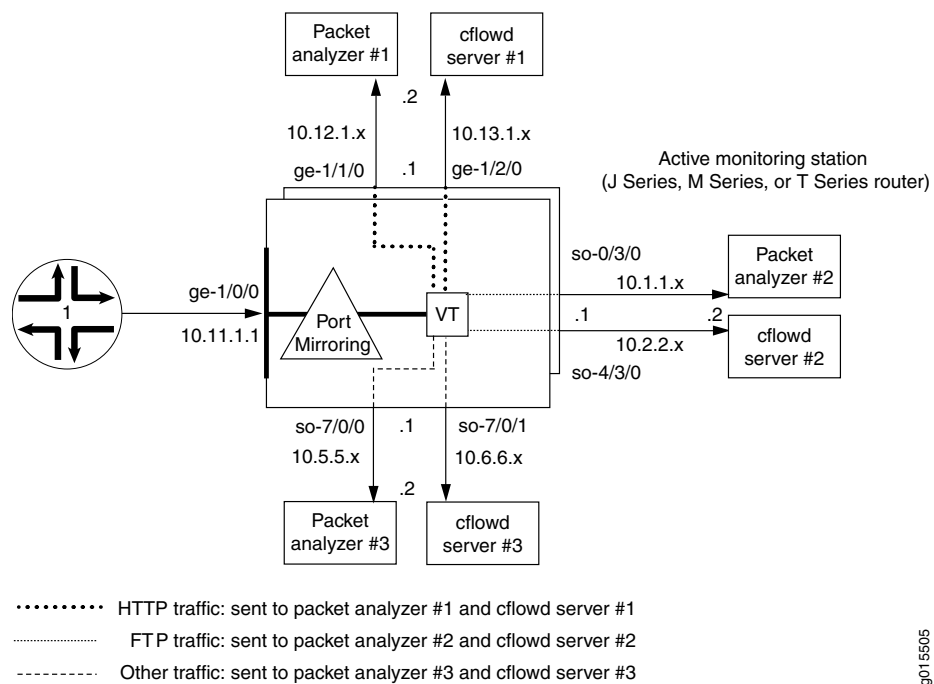 Packet
analyzer #1
cflowd
server #1
.2
10.12.1.x
10.13.1.x
ge-1/1/0
.1
ge-1/2/0
Active monitoring station
(J Series, M Series, or T Series router)
so-0/3/0
Packet
analyzer #2
10.1.1.x
ge-1/0/0
1
10.11.1.1
Port
Mirroring
VT
.1
.2
10.2.2.x
cflowd
server #2
so-4/3/0
so-7/0/0
.1
so-7/0/1
10.5.5.x
10.6.6.x
.2
Packet
analyzer #3
cflowd
server #3
HTTP traffic: sent to packet analyzer #1 and cflowd server #1
FTP traffic: sent to packet analyzer #2 and cflowd server #2
Other traffic: sent to packet analyzer #3 and cflowd server #3
g015505